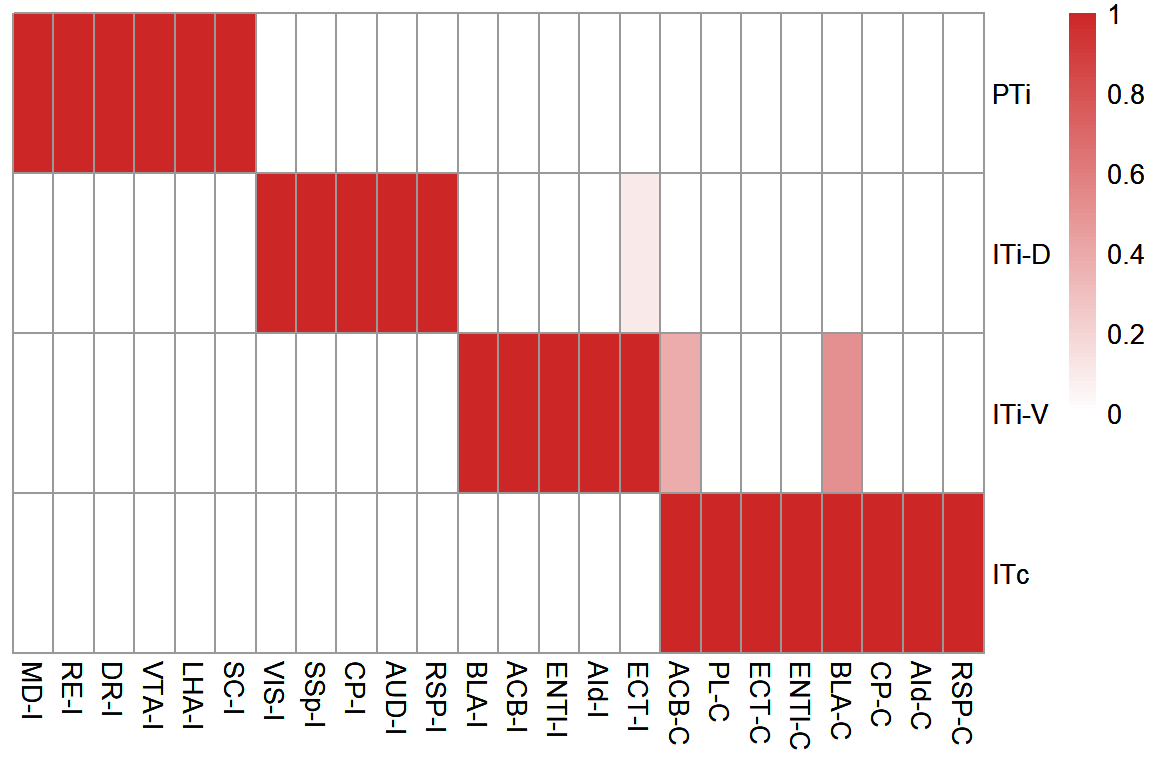 1
0.8
0.6
0.4
0.2
0
PTi
ITi-D
ITi-V
ITc
MD-I
RE-I
DR-I
VTA-I
LHA-I
SC-I
VIS-I
SSp-I
CP-I
AUD-I
RSP-I
BLA-I
ACB-I
ENTl-I
AId-I
ECT-I
ACB-C
PL-C
ECT-C
ENTl-C
BLA-C
CP-C
AId-C
RSP-C